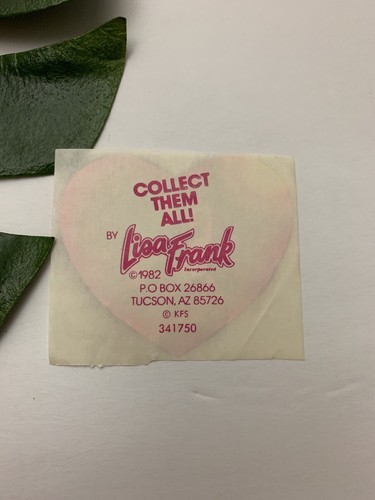 COLLECT
THEM
ALL!
BY Lisa Frank
Incorporated
©1982
P.O BOX 26866
TUCSON, AZ 85726
© KFS
341750